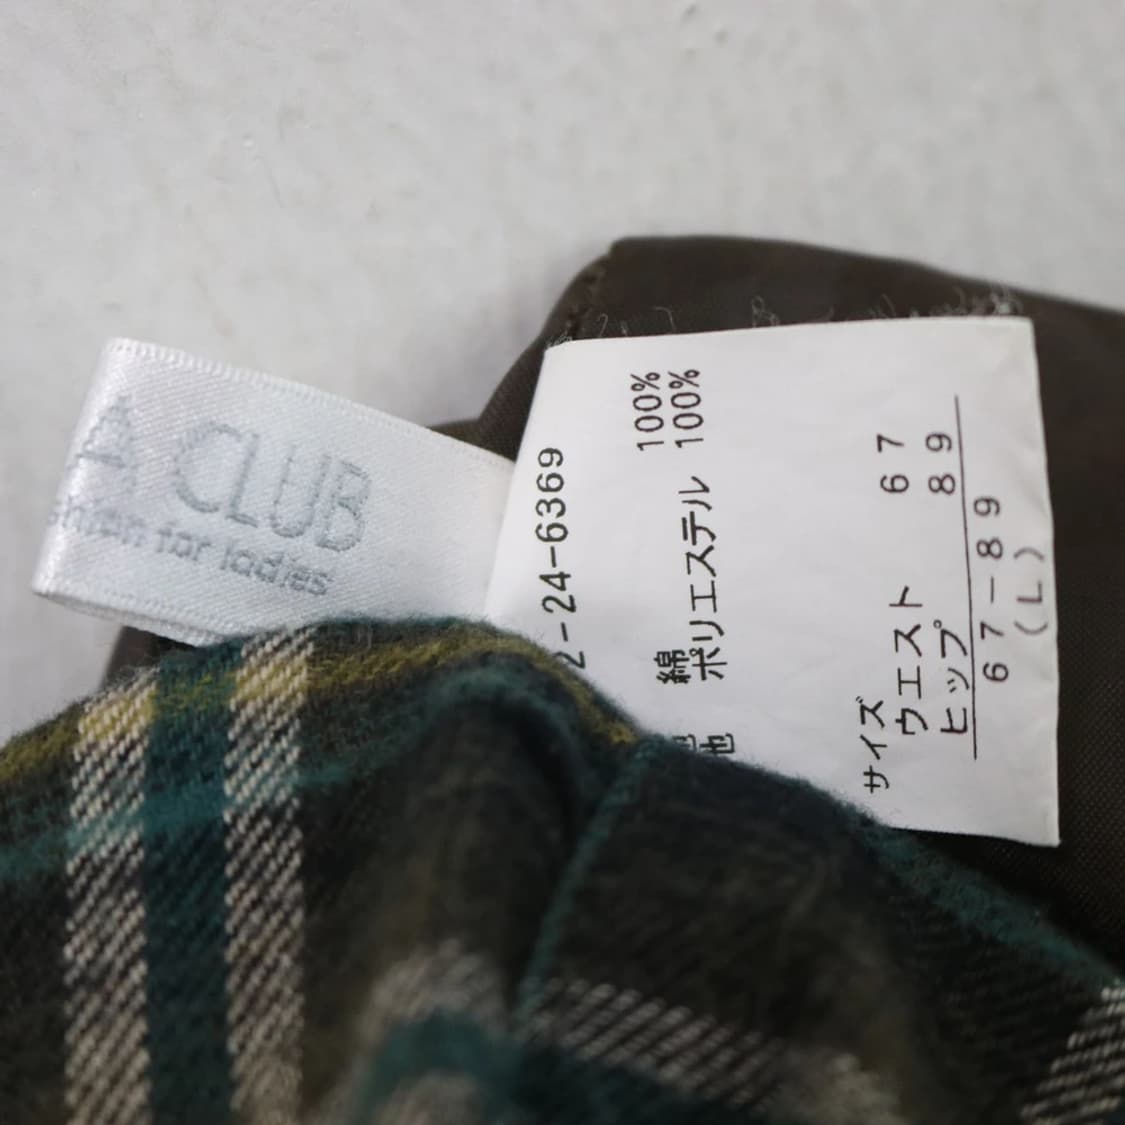 CLUB
for ladies
2-24-6369
綿 100%
ポリエステル 100%
サイズ
ウエスト 67
ヒップ 89
67-89
(L)